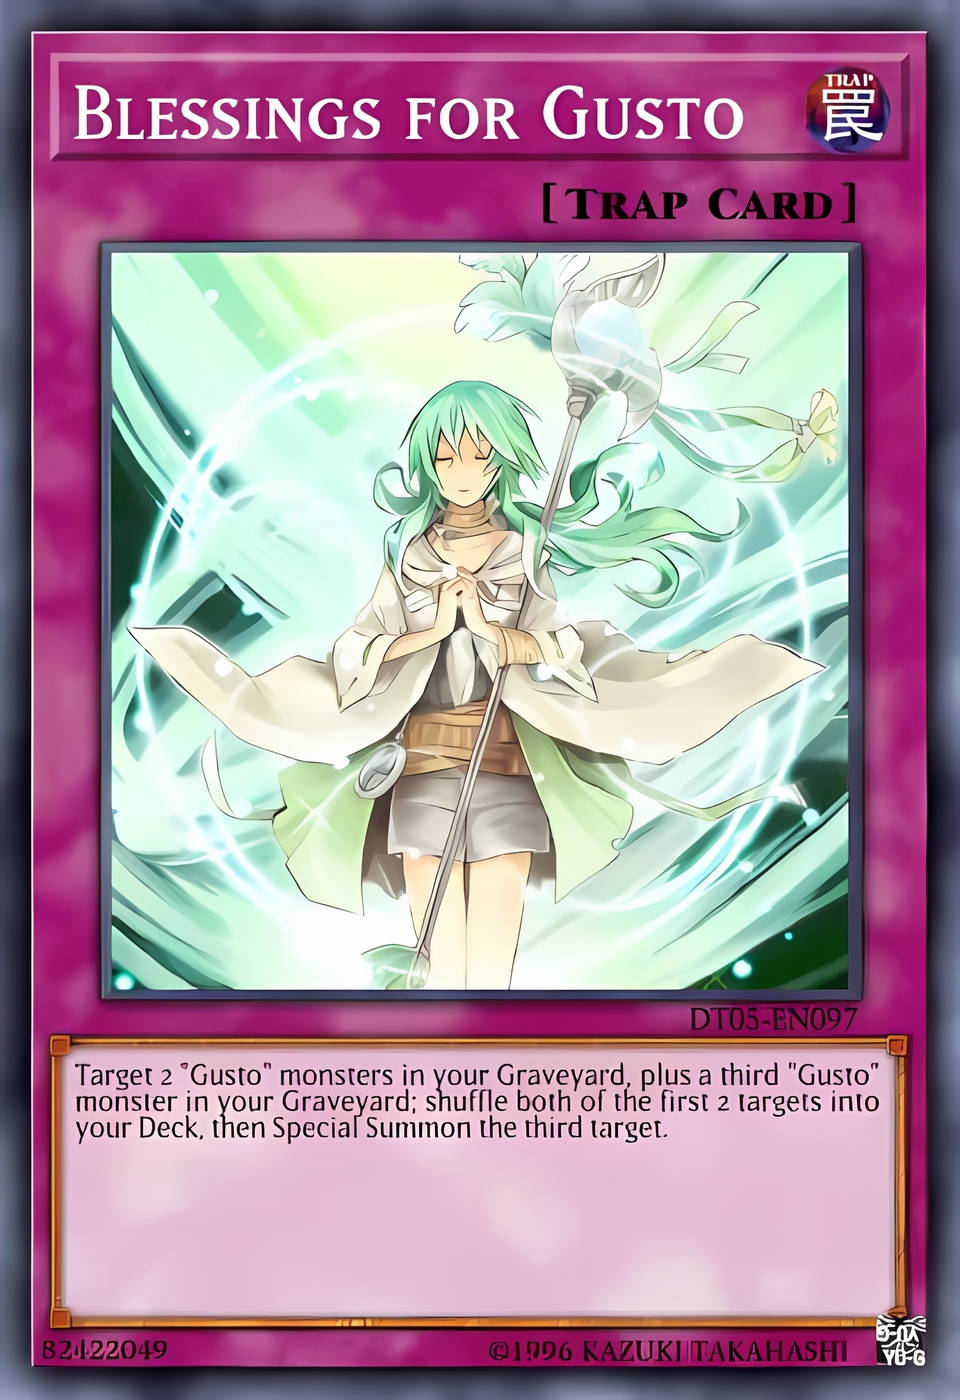 BLESSINGS FOR GUSTO
TRAP
罠
[TRAP CARD]
DT05-EN097
Target 2 "Gusto" monsters in your Graveyard, plus a third "Gusto"
monster in your Graveyard; shuffle both of the first 2 targets into
your Deck, then Special Summon the third target.
82422049
©1996 KAZUKI TAKAHASHI